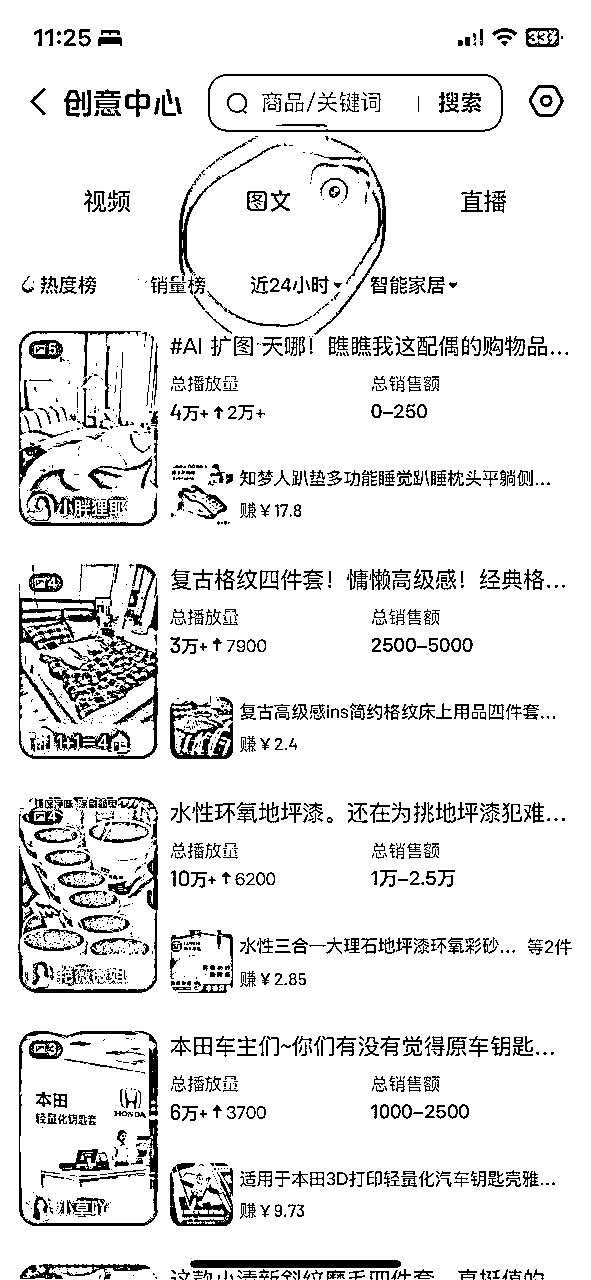 11:25
33
创意中心
商品/关键词
搜索
视频
图文
直播
热度榜
销量榜
近24小时
智能家居
5
#AI 扩图 天哪！瞧瞧我这配偶的购物品...
总播放量
总销售额
4万+ ↑ 2万+
0–250
知梦人趴垫多功能睡觉趴睡枕头平躺侧...
赚￥17.8
4
复古格纹四件套！慵懒高级感！经典格...
总播放量
总销售额
3万+ ↑ 7900
2500–5000
1+1=4
复古高级感ins简约格纹床上用品四件套...
赚￥2.4
4
水性环氧地坪漆。还在为挑地坪漆犯难...
总播放量
总销售额
10万+ ↑ 6200
1万–2.5万
水性三合一大理石地坪漆环氧彩砂... 等2件
赚￥2.85
3
本田车主们~你们有没有觉得原车钥匙...
总播放量
总销售额
6万+ ↑ 3700
1000–2500
本田
轻量化钥匙套
HONDA
适用于本田3D打印轻量化汽车钥匙壳雅...
赚￥9.73